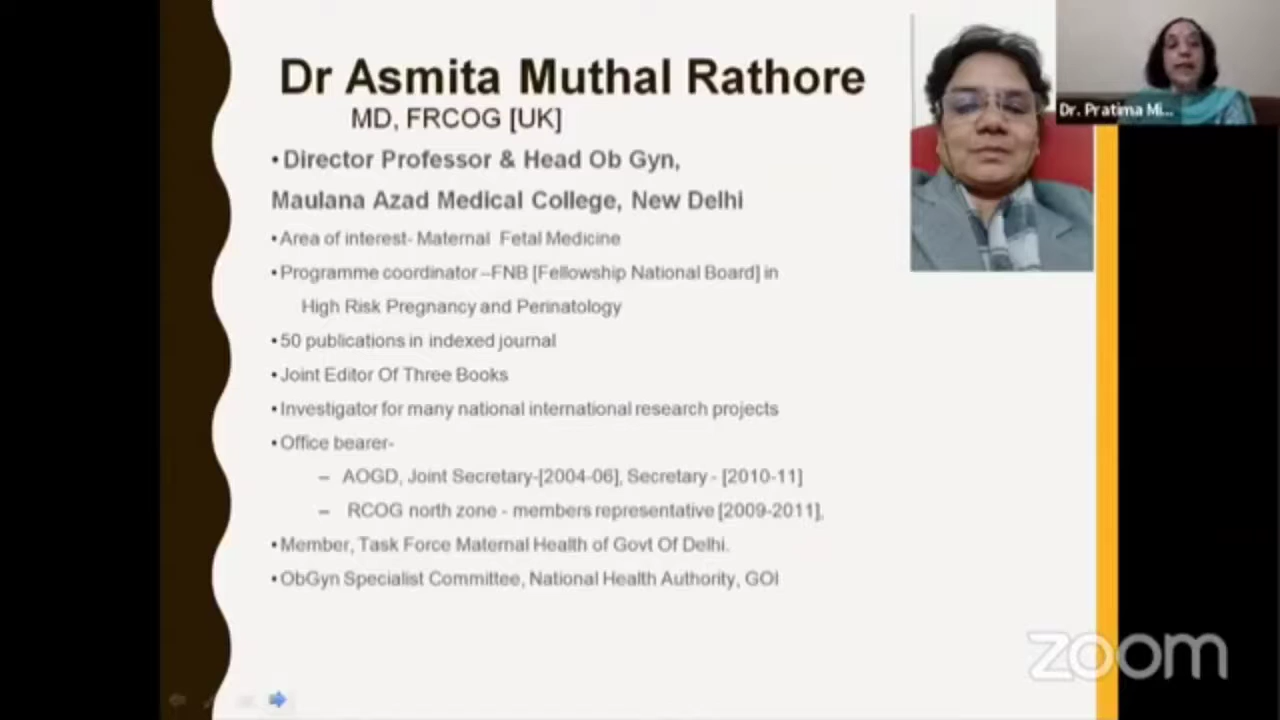 Dr Asmita Muthal Rathore
MD, FRCOG [UK]
•Director Professor & Head Ob Gyn,
Maulana Azad Medical College, New Delhi
•Area of interest- Maternal Fetal Medicine
•Programme coordinator –FNB [Fellowship National Board] in
High Risk Pregnancy and Perinatology
•50 publications in indexed journal
•Joint Editor Of Three Books
•Investigator for many national international research projects
•Office bearer-
– AOGD, Joint Secretary-[2004-06], Secretary - [2010-11]
– RCOG north zone - members representative [2009-2011],
•Member, Task Force Maternal Health of Govt Of Delhi.
•ObGyn Specialist Committee, National Health Authority, GOI
Dr. Pratima Mi...
zoom